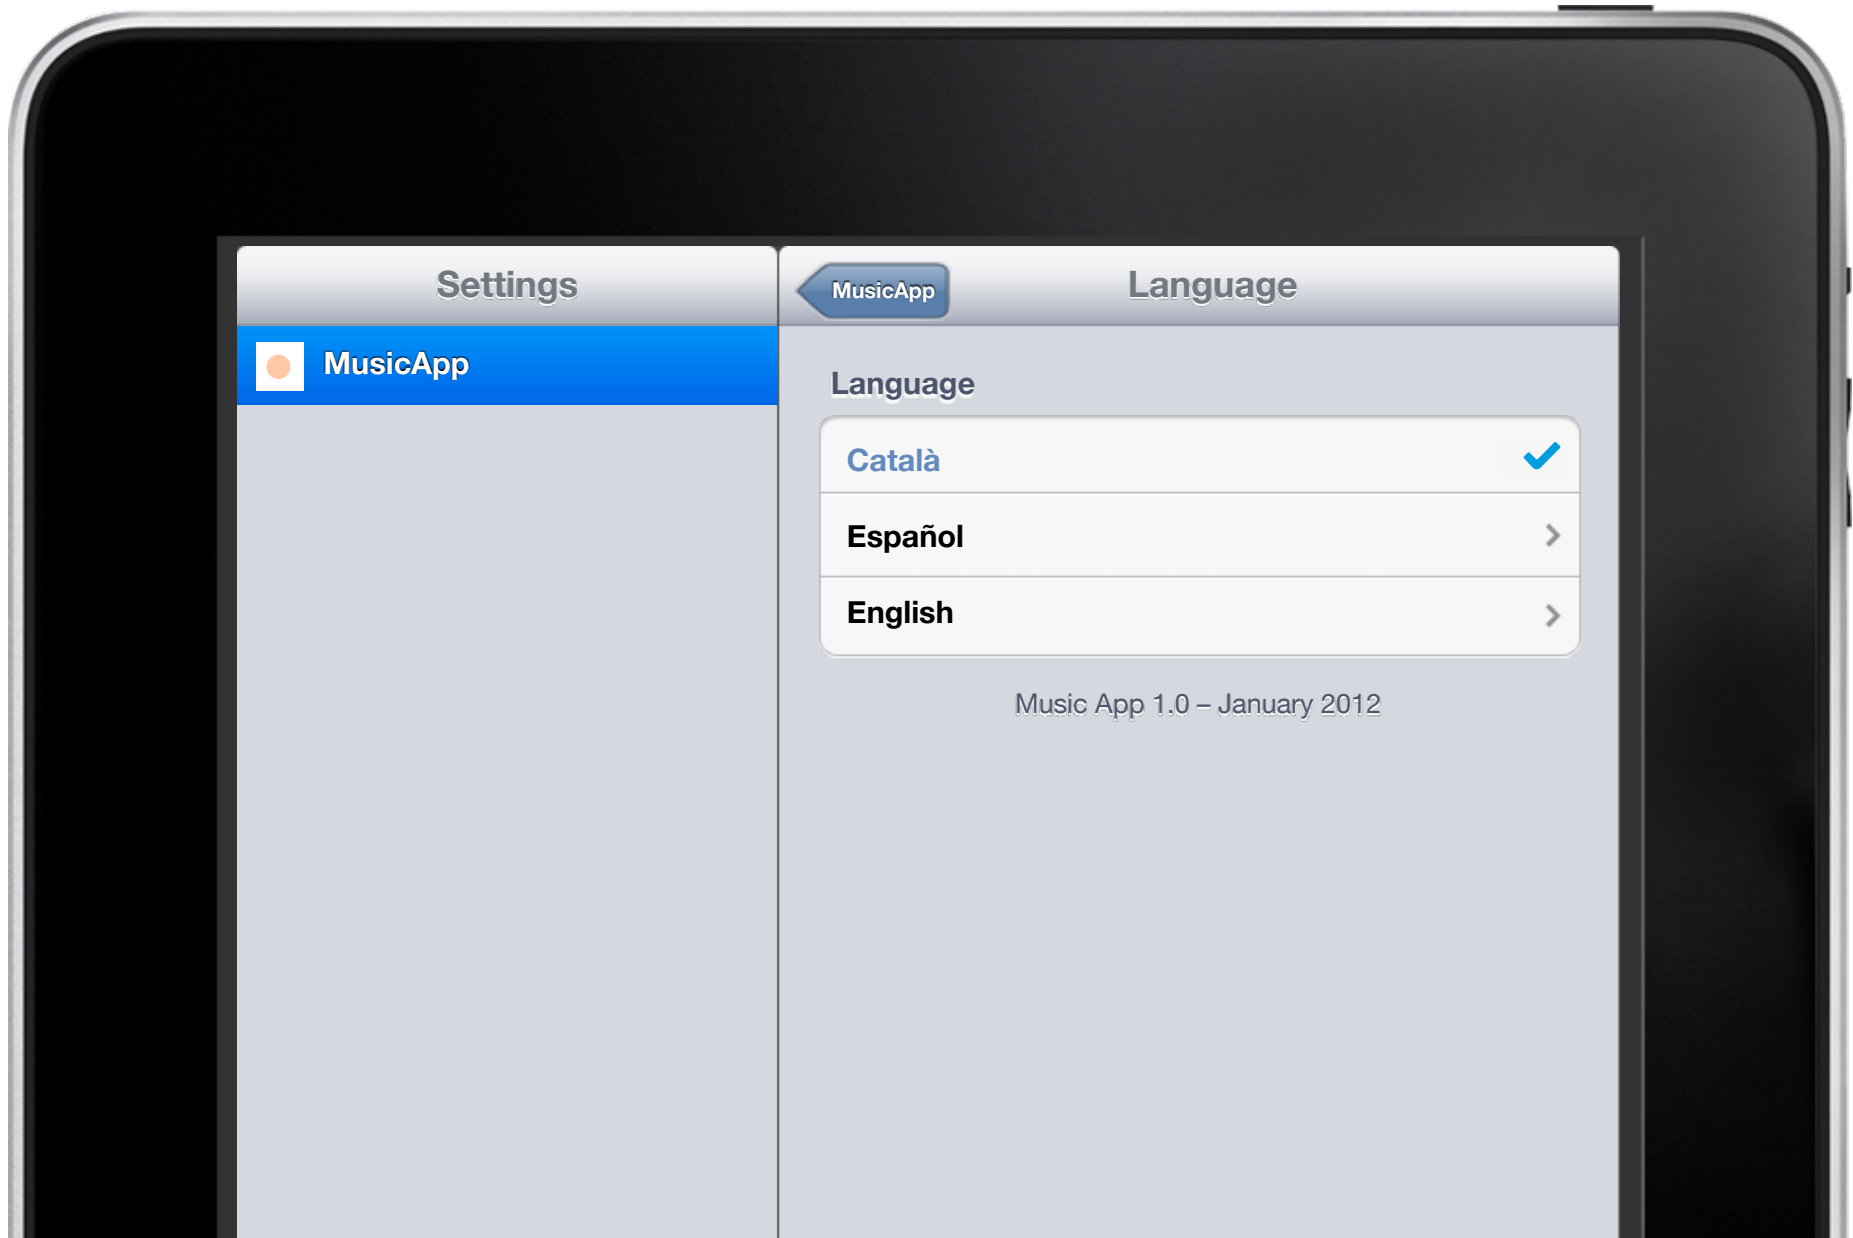 Settings
MusicApp
MusicApp
Language
Language
Català
Español
English
Music App 1.0 – January 2012